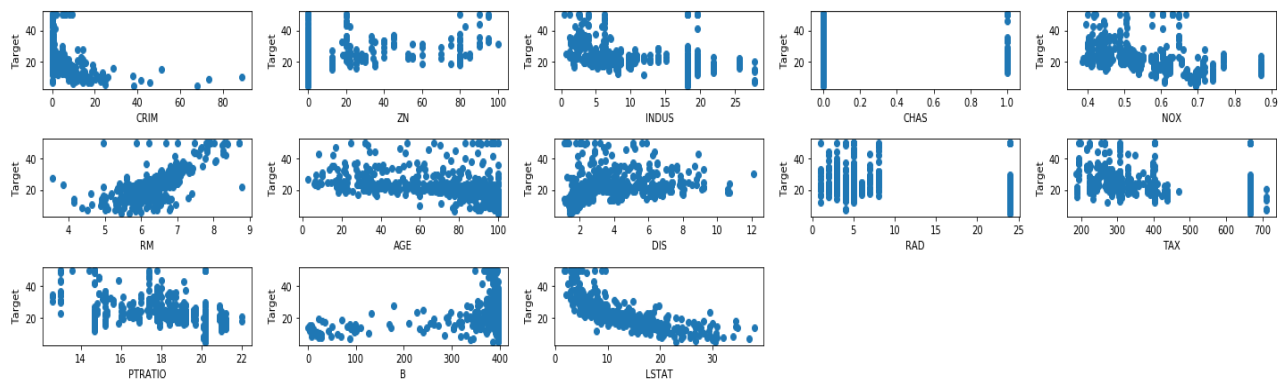 Target
40
20
0 20 40 60 80
CRIM
Target
40
20
0 20 40 60 80 100
ZN
Target
40
20
0 5 10 15 20 25
INDUS
Target
40
20
0.0 0.2 0.4 0.6 0.8 1.0
CHAS
Target
40
20
0.4 0.5 0.6 0.7 0.8 0.9
NOX
Target
40
20
4 5 6 7 8 9
RM
Target
40
20
0 20 40 60 80 100
AGE
Target
40
20
2 4 6 8 10 12
DIS
Target
40
20
0 5 10 15 20 25
RAD
Target
40
20
200 300 400 500 600 700
TAX
Target
40
20
14 16 18 20 22
PTRATIO
Target
40
20
0 100 200 300 400
B
Target
40
20
0 10 20 30
LSTAT